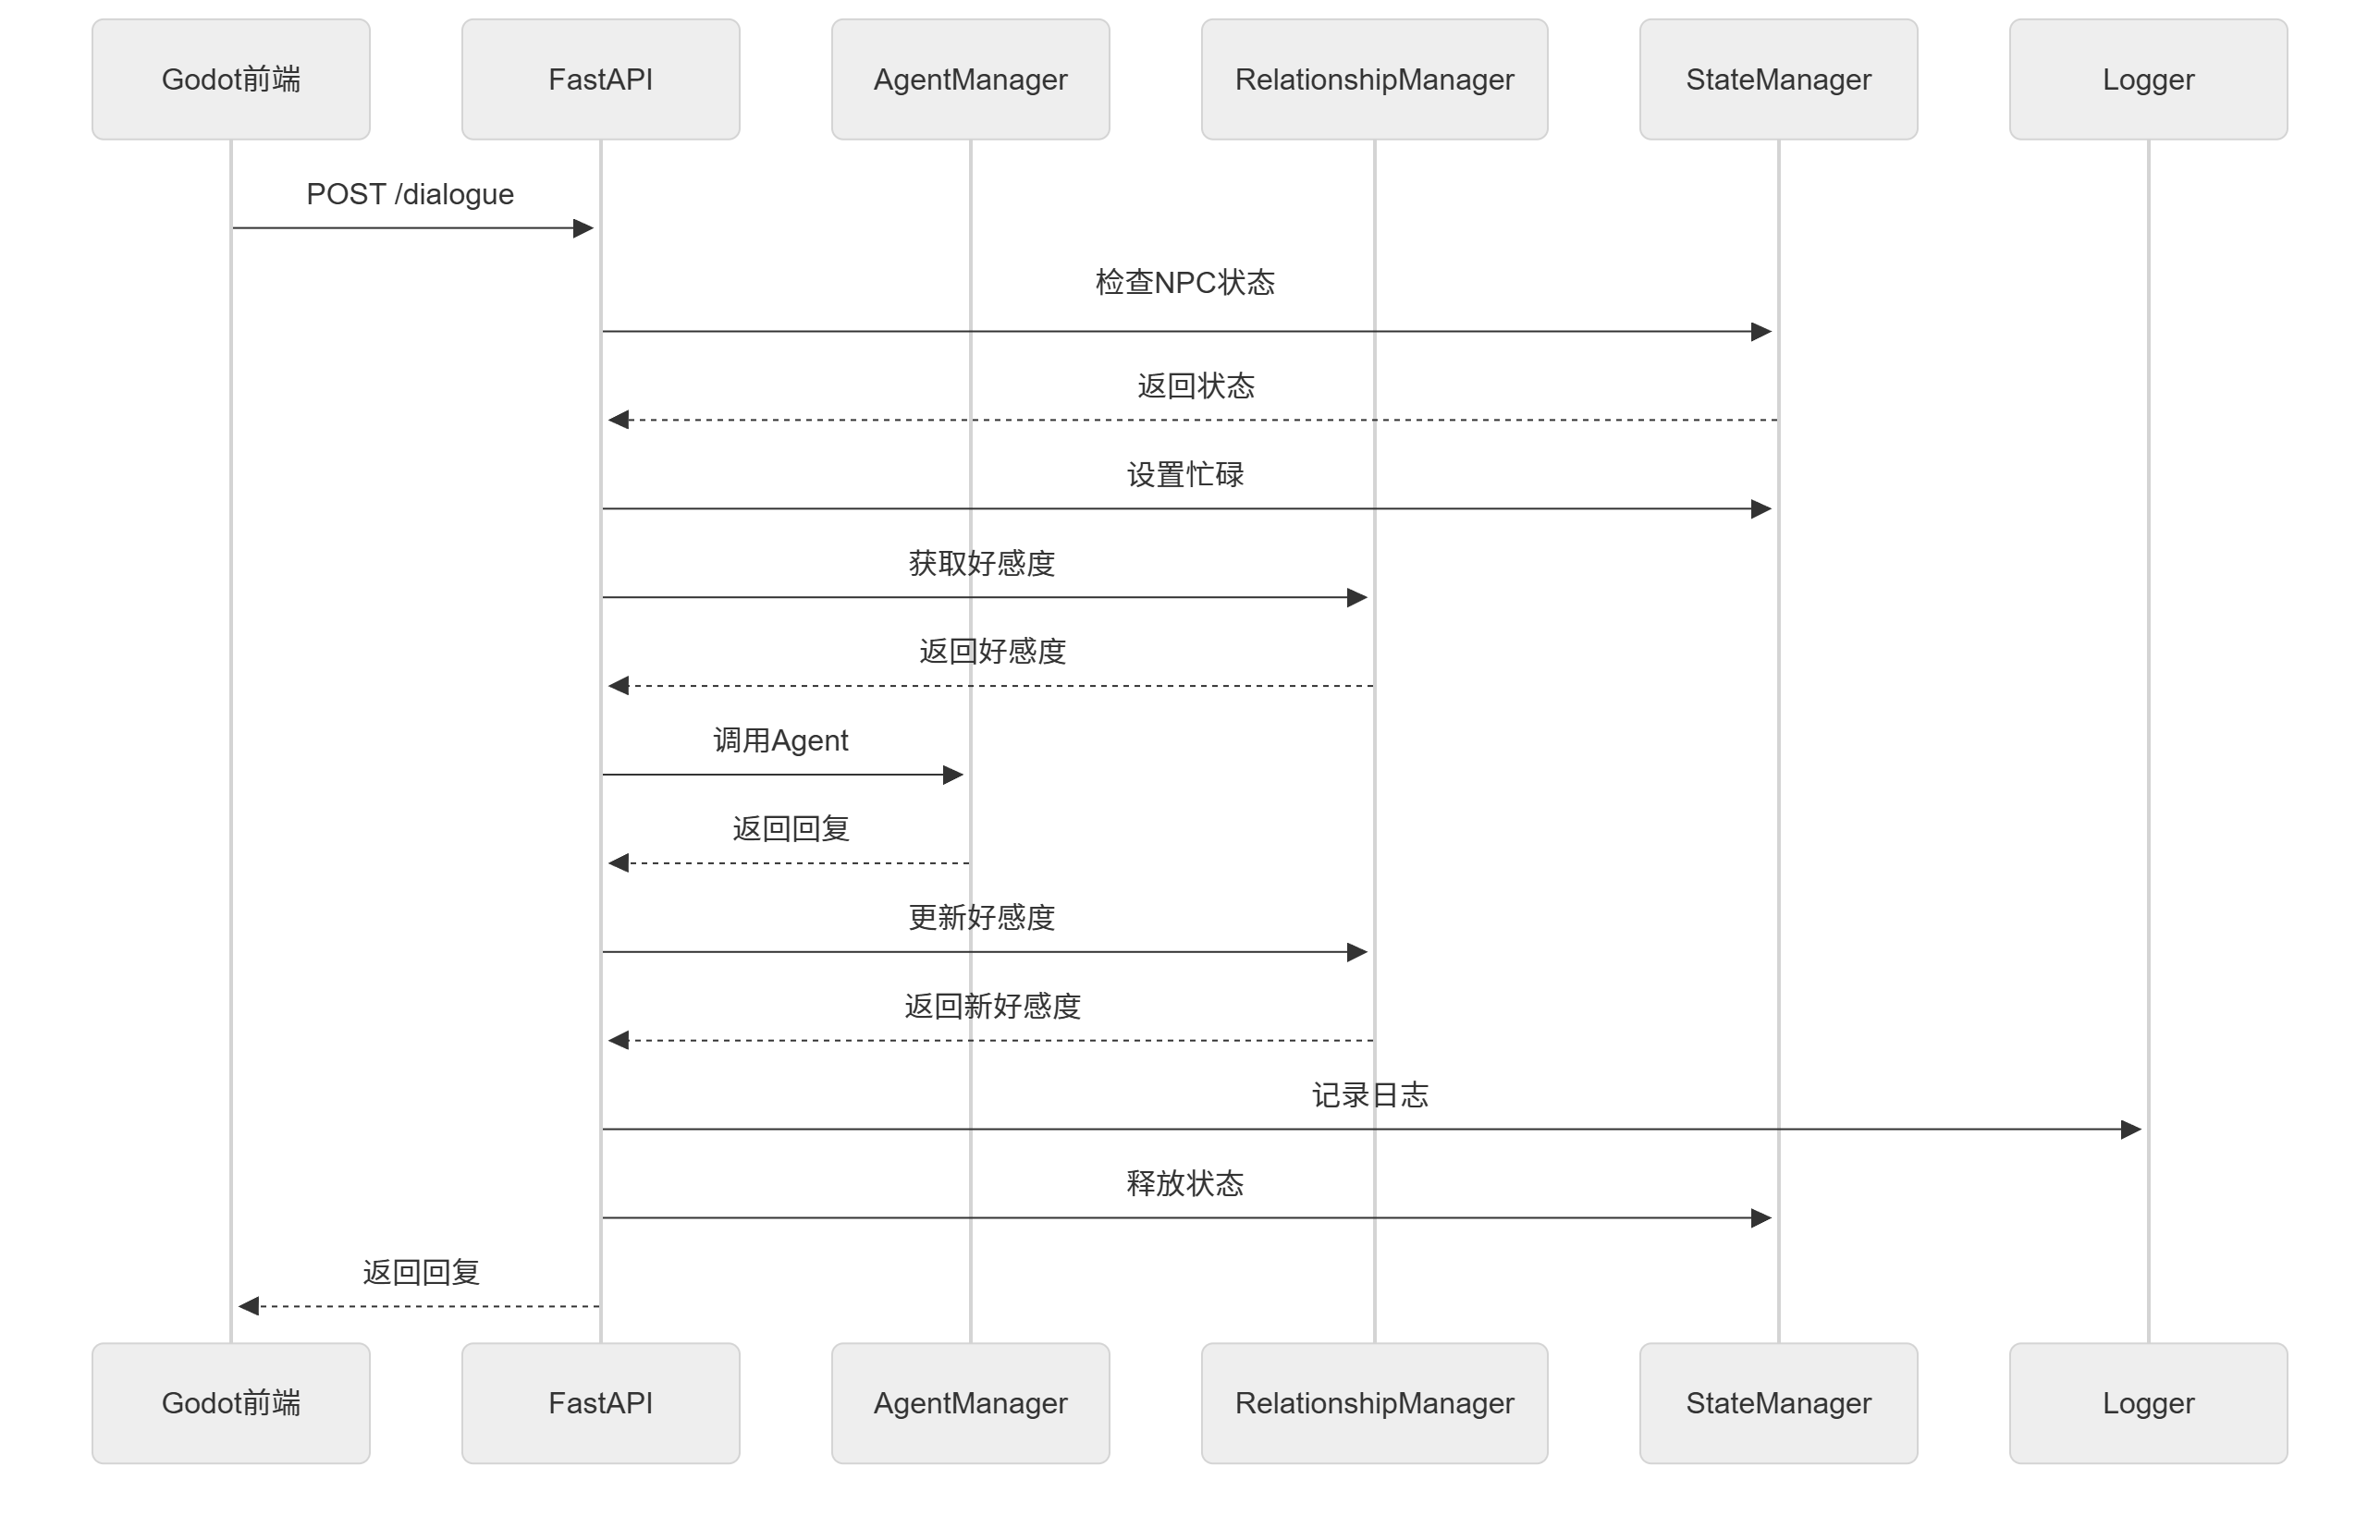 Godot前端
FastAPI
AgentManager
RelationshipManager
StateManager
Logger
POST /dialogue
检查NPC状态
返回状态
设置忙碌
获取好感度
返回好感度
调用Agent
返回回复
更新好感度
返回新好感度
记录日志
释放状态
返回回复
Godot前端
FastAPI
AgentManager
RelationshipManager
StateManager
Logger